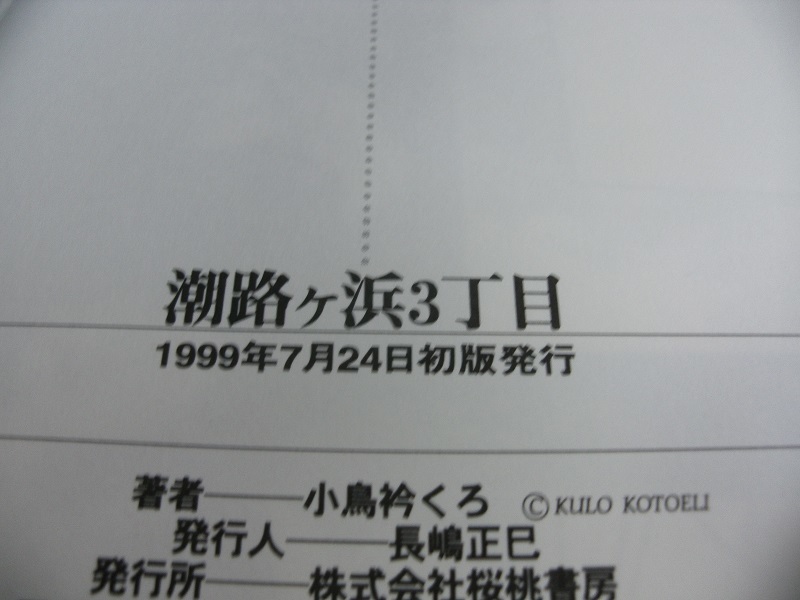 潮路ヶ浜3丁目
1999年7月24日初版発行
著者――小鳥衿くろ ©KULO KOTOELI
発行人――長嶋正巳
発行所――株式会社桜桃書房